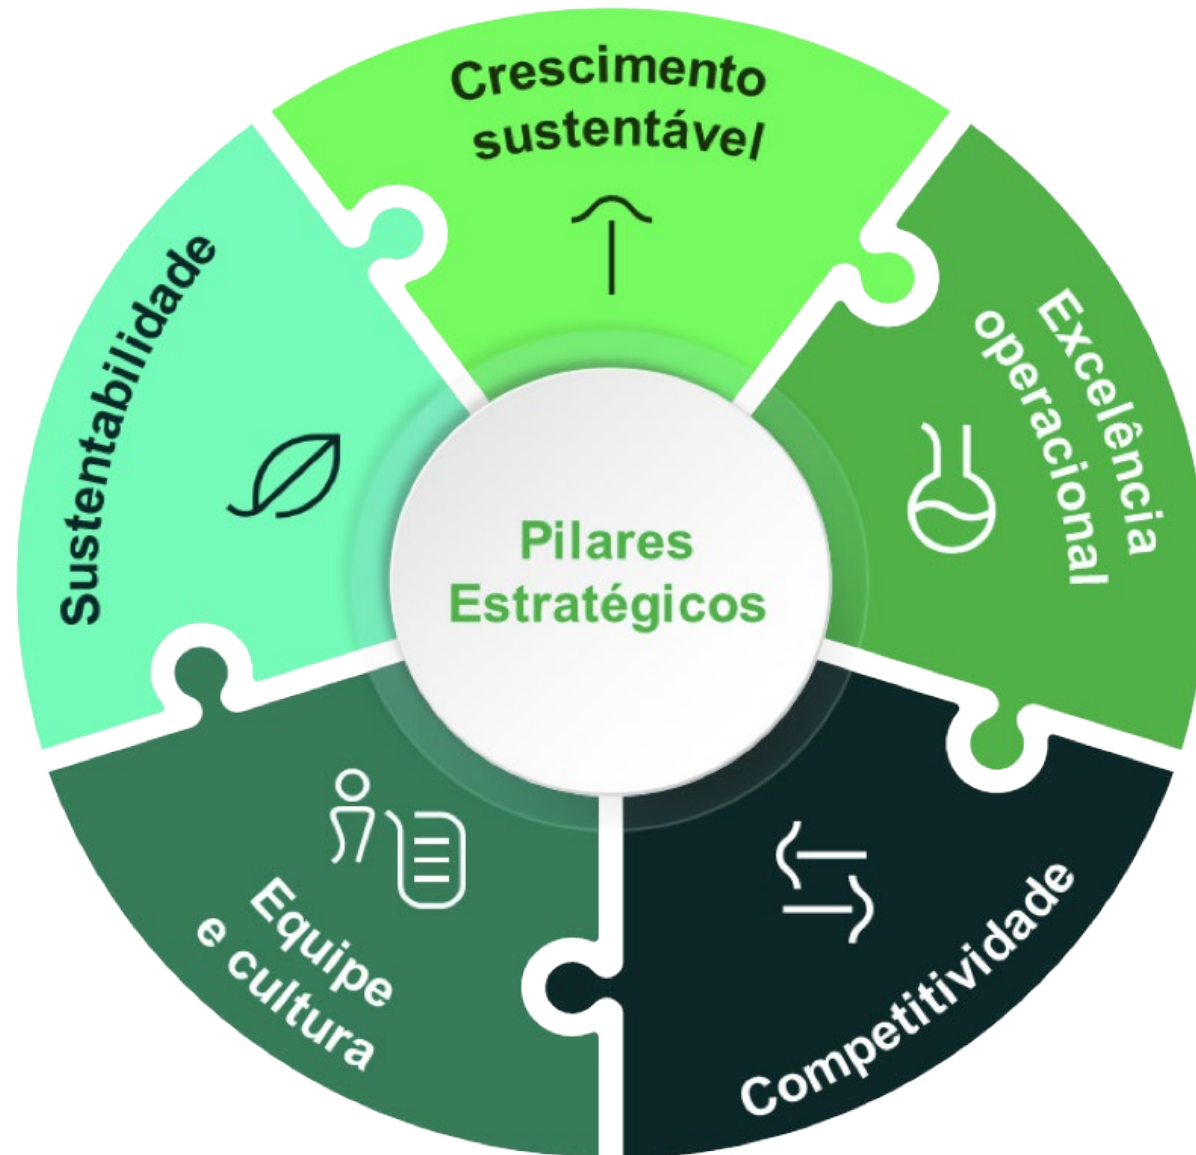 Crescimento
sustentável
Excelência
operacional
Competitividade
Equipe
e cultura
Sustentabilidade
Pilares
Estratégicos